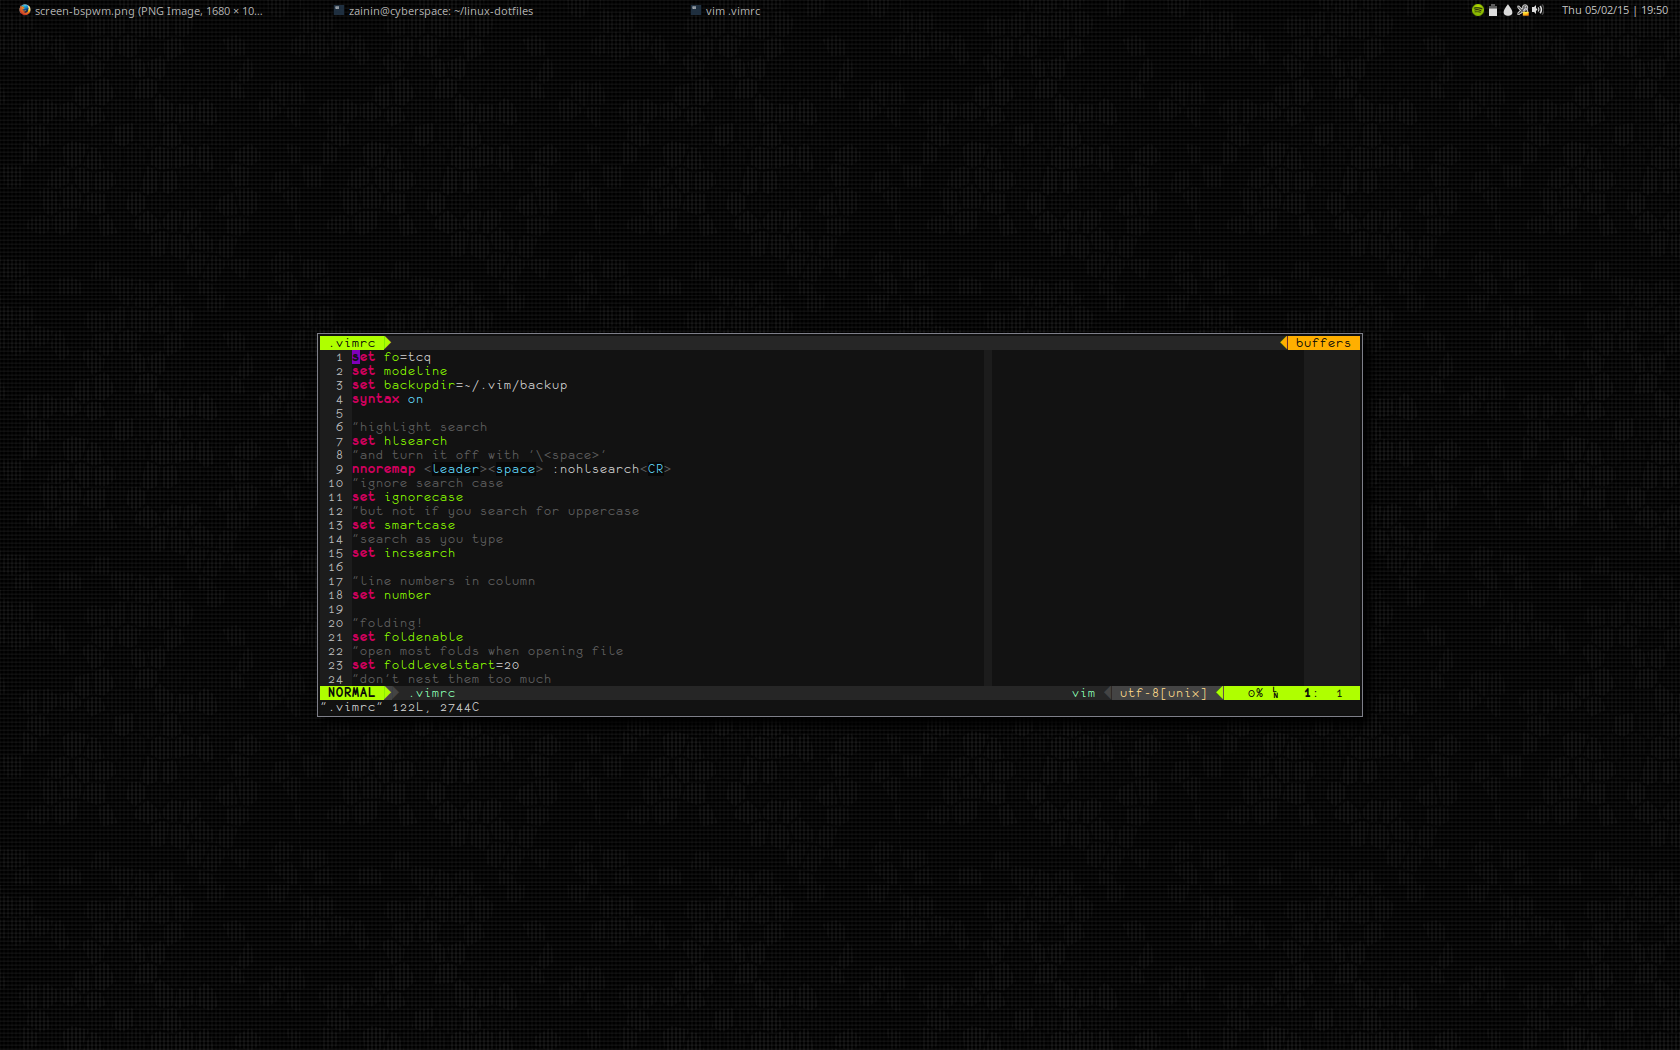 screen-bspwm.png (PNG Image, 1680 × 10... zainin@cyberspace: ~/linux-dotfiles vim .vimrc Thu 05/02/15 | 19:50
.vimrc buffers
1 set fo=tcq
2 set modeline
3 set backupdir=~/.vim/backup
4 syntax on
5
6 "highlight search
7 set hlsearch
8 "and turn it off with '\<space>'
9 nnoremap <leader><space> :nohlsearch<CR>
10 "ignore search case
11 set ignorecase
12 "but not if you search for uppercase
13 set smartcase
14 "search as you type
15 set incsearch
16
17 "line numbers in column
18 set number
19
20 "folding!
21 set foldenable
22 "open most folds when opening file
23 set foldlevelstart=20
24 "don't nest them too much
NORMAL .vimrc vim utf-8[unix] 0% LN 1: 1
".vimrc" 122L, 2744C